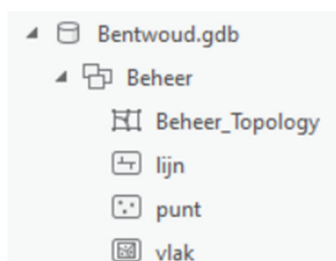 Bentwoud.gdb
Beheer
Beheer_Topology
lijn
punt
vlak